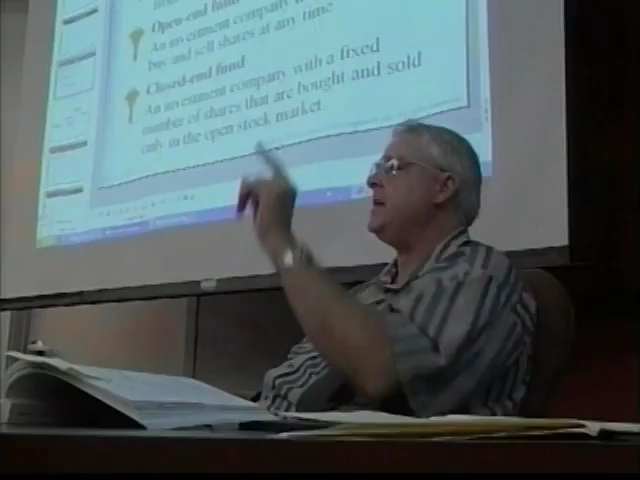 Open-end fund
An investment company
buy and sell shares at any time
Closed-end fund
An investment company with a fixed
number of shares that are bought and sold
only in the open stock market.